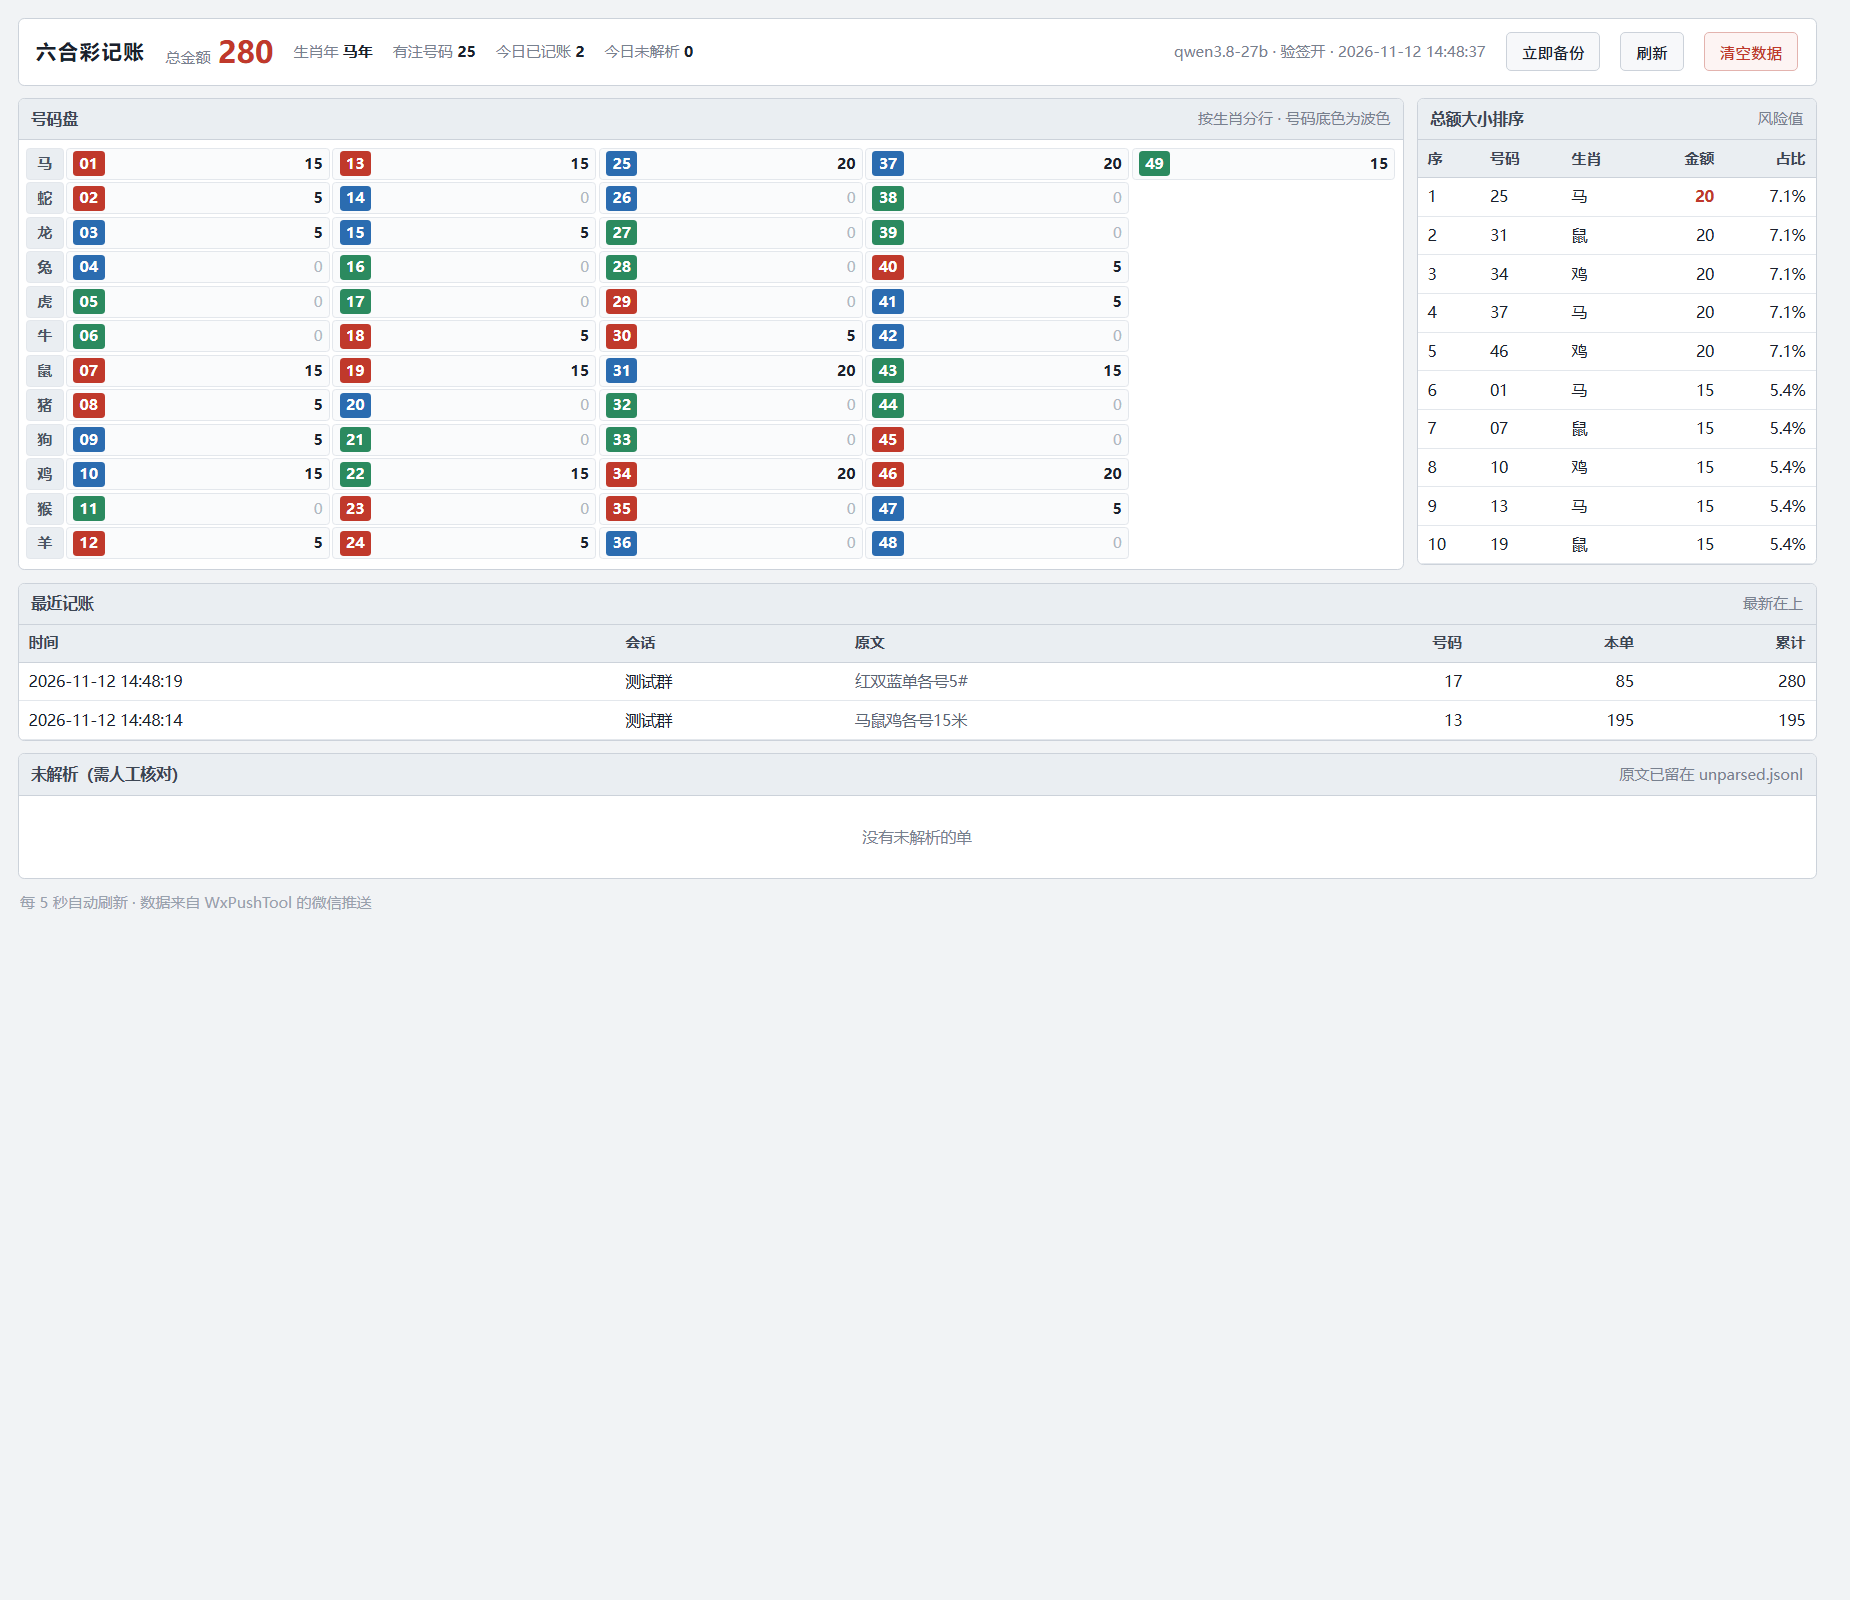 六合彩记账 总金额 280 生肖年 马年 有注号码 25 今日已记账 2 今日未解析 0 qwen3.8-27b · 验签开 · 2026-11-12 14:48:37 立即备份 刷新 清空数据
号码盘 按生肖分行 · 号码底色为波色
马 01 15 13 15 25 20 37 20 49 15
蛇 02 5 14 0 26 0 38 0
龙 03 5 15 5 27 0 39 0
兔 04 0 16 0 28 0 40 5
虎 05 0 17 0 29 0 41 5
牛 06 0 18 5 30 5 42 0
鼠 07 15 19 15 31 20 43 15
猪 08 5 20 0 32 0 44 0
狗 09 5 21 0 33 0 45 0
鸡 10 15 22 15 34 20 46 20
猴 11 0 23 0 35 0 47 5
羊 12 5 24 5 36 0 48 0
总额大小排序 风险值
序 号码 生肖 金额 占比
1 25 马 20 7.1%
2 31 鼠 20 7.1%
3 34 鸡 20 7.1%
4 37 马 20 7.1%
5 46 鸡 20 7.1%
6 01 马 15 5.4%
7 07 鼠 15 5.4%
8 10 鸡 15 5.4%
9 13 马 15 5.4%
10 19 鼠 15 5.4%
最近记账 最新在上
时间 会话 原文 号码 本单 累计
2026-11-12 14:48:19 测试群 红双蓝单各号5# 17 85 280
2026-11-12 14:48:14 测试群 马鼠鸡各号15米 13 195 195
未解析（需人工核对） 原文已留在 unparsed.jsonl
没有未解析的单
每 5 秒自动刷新 · 数据来自 WxPushTool 的微信推送